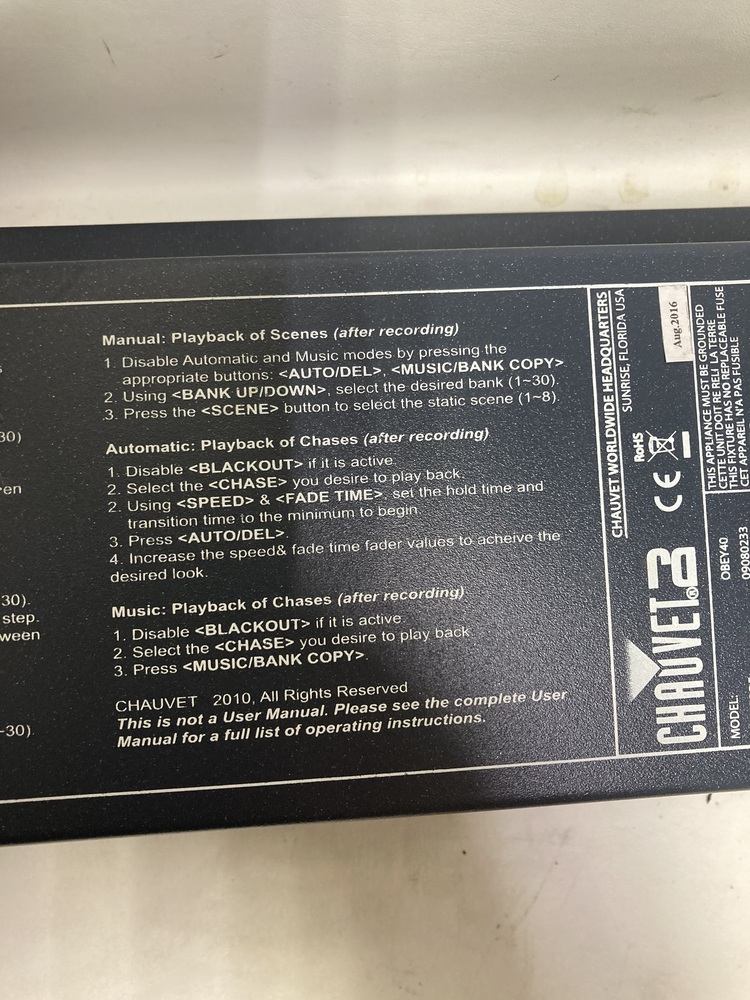 30)
en
30).
step.
ween
-30).
Manual: Playback of Scenes (after recording)
1. Disable Automatic and Music modes by pressing the
appropriate buttons: <AUTO/DEL>, <MUSIC/BANK COPY>
2. Using <BANK UP/DOWN>, select the desired bank (1~30).
3. Press the <SCENE> button to select the static scene (1~8).
Automatic: Playback of Chases (after recording)
1. Disable <BLACKOUT> if it is active.
2. Select the <CHASE> you desire to play back.
2. Using <SPEED> & <FADE TIME>, set the hold time and
transition time to the minimum to begin
3. Press <AUTO/DEL>.
4. Increase the speed& fade time fader values to acheive the
desired look.
Music: Playback of Chases (after recording)
1. Disable <BLACKOUT> if it is active.
2. Select the <CHASE> you desire to play back
3. Press <MUSIC/BANK COPY>.
CHAUVET 2010, All Rights Reserved
This is not a User Manual. Please see the complete User
Manual for a full list of operating instructions.
CHAUVET WORLDWIDE HEADQUARTERS
SUNRISE, FLORIDA USA
RoHS
CE
CHAUVET®
Aug.2016
THIS APPLIANCE MUST BE GROUNDED
CETTE UNIT DOIT RE RELI LA TERRE
THIS FIXTURE HAS NO REPLACEABLE FUSE
CET APPAREIL N'A PAS FUSIBLE
MODEL:
OBEY40
09080233